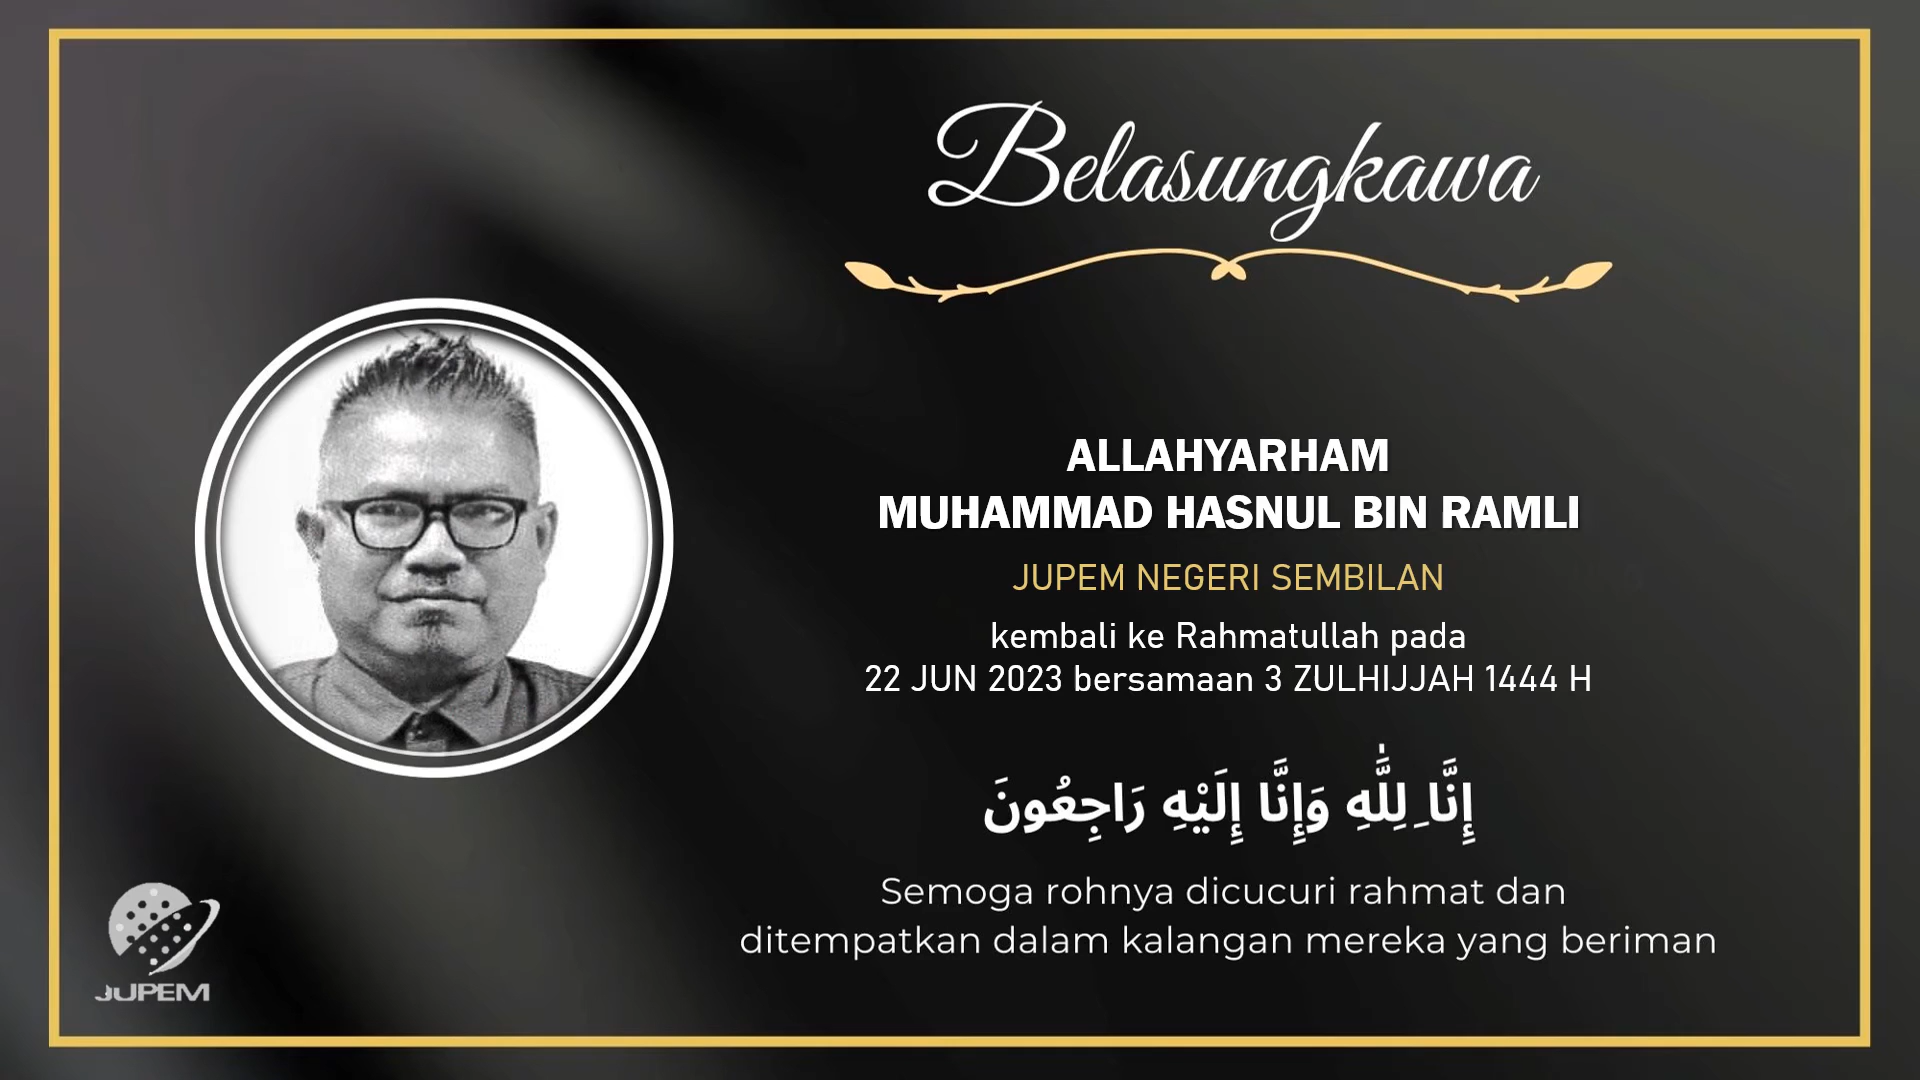 Belasungkawa
ALLAHYARHAM
MUHAMMAD HASNUL BIN RAMLI
JUPEM NEGERI SEMBILAN
kembali ke Rahmatullah pada
22 JUN 2023 bersamaan 3 ZULHIJJAH 1444 H
إِنَّا ِلِلَّٰهِ وَإِنَّا إِلَيْهِ رَاجِعُونَ
Semoga rohnya dicucuri rahmat dan
ditempatkan dalam kalangan mereka yang beriman
JUPEM